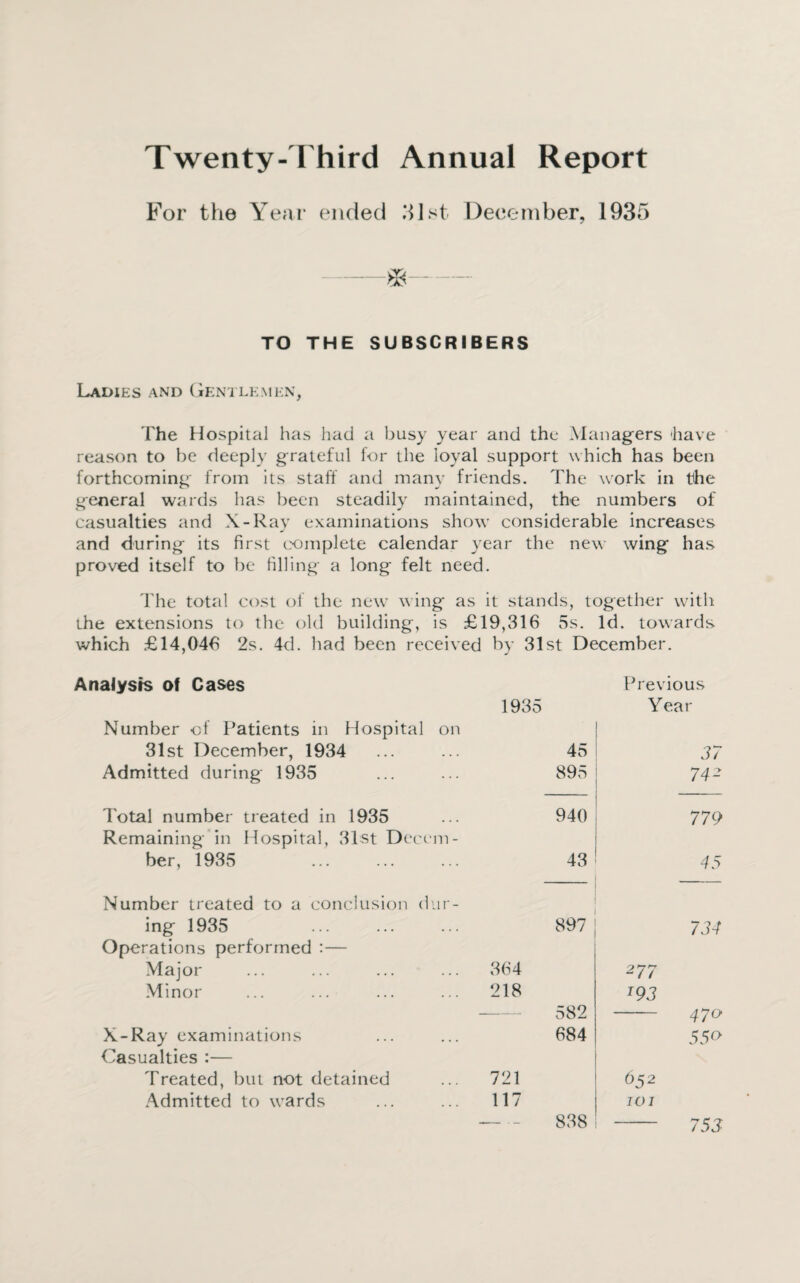 Twenty-Third Annual Report
For the Year ended 31st December, 1935
TO THE SUBSCRIBERS
Ladies and Gentlemen,
The Hospital has had a busy year and the Managers have
reason to be deeply grateful for the loyal support which has been
forthcoming from its staff and many friends. The work in the
general wards has been steadily maintained, the numbers of
casualties and X-Ray examinations show considerable increases
and during its first complete calendar year the new wing has
proved itself to be filling a long felt need.
The total cost of the new wing as it stands, together with
the extensions to the old building, is £19,316 5s. 1d. towards
which £14,046 2s. 4d. had been received by 31st December.
Analysis of Cases Previous
1935 Year
Number of Patients in Hospital on
31st December, 1934 ... ... 45 37
Admitted during 1935 ... ... 895 742
Total number treated in 1935 ... 940 779
Remaining in Hospital, 31st Decem-
ber, 1935 ... ... ... 43 45
Number treated to a conclusion dur-
ing 1935 ... ... ... 897 734
Operations performed :—
Major ... ... ... ... 364 277
Minor ... ... ... ... 218 193
—— 582 —— 470
X-Ray examinations ... ... 684 550
Casualties :—
Treated, but not detained ... 721 652
Admitted to wards ... ... 117 101
—— 838 —— 753